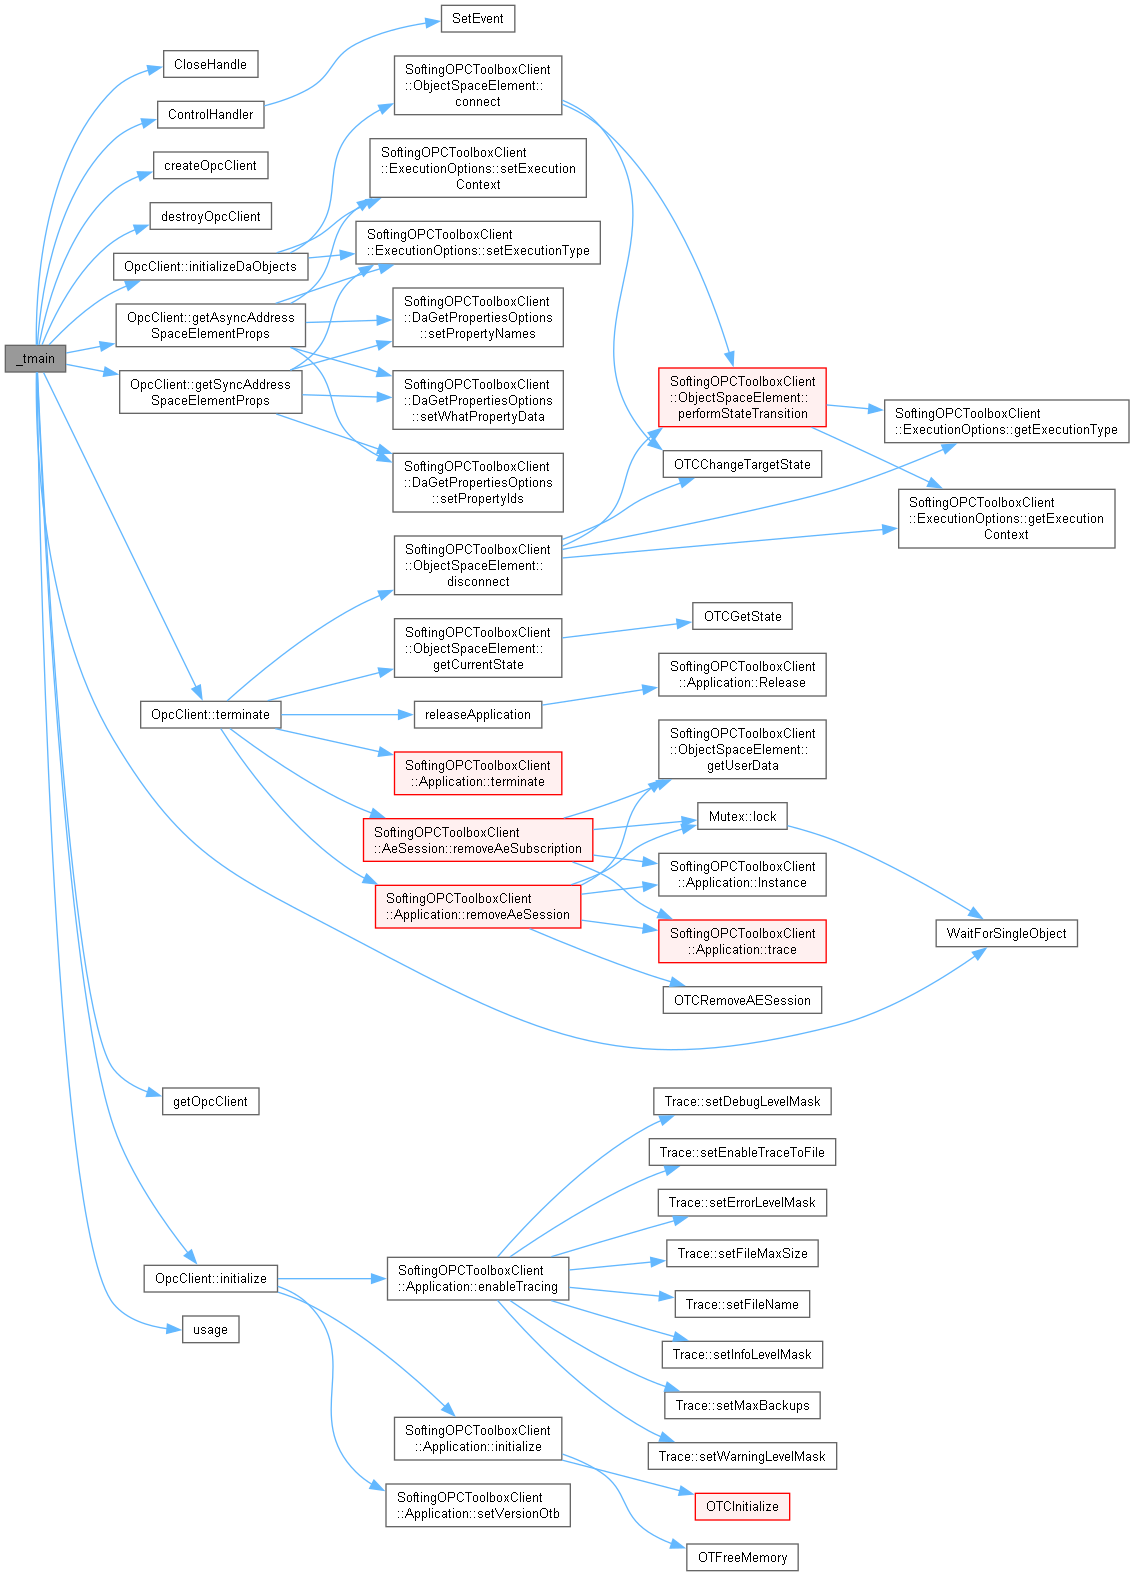 SetEvent
CloseHandle
SoftingOPCToolboxClient
::ObjectSpaceElement::
connect
ControlHandler
SoftingOPCToolboxClient
::ExecutionOptions::setExecution
Context
createOpcClient
destroyOpcClient
SoftingOPCToolboxClient
::ExecutionOptions::setExecutionType
OpcClient::initializeDaObjects
OpcClient::getAsyncAddress
SpaceElementProps
SoftingOPCToolboxClient
::DaGetPropertiesOptions
::setPropertyNames
_tmain
OpcClient::getSyncAddress
SpaceElementProps
SoftingOPCToolboxClient
::DaGetPropertiesOptions
::setWhatPropertyData
SoftingOPCToolboxClient
::ObjectSpaceElement::
performStateTransition
SoftingOPCToolboxClient
::ExecutionOptions::getExecutionType
OTCChangeTargetState
SoftingOPCToolboxClient
::DaGetPropertiesOptions
::setPropertyIds
SoftingOPCToolboxClient
::ExecutionOptions::getExecution
Context
SoftingOPCToolboxClient
::ObjectSpaceElement::
disconnect
OTCGetState
SoftingOPCToolboxClient
::ObjectSpaceElement::
getCurrentState
SoftingOPCToolboxClient
::Application::Release
OpcClient::terminate
releaseApplication
SoftingOPCToolboxClient
::ObjectSpaceElement::
getUserData
SoftingOPCToolboxClient
::Application::terminate
Mutex::lock
SoftingOPCToolboxClient
::AeSession::removeAeSubscription
SoftingOPCToolboxClient
::Application::Instance
SoftingOPCToolboxClient
::Application::removeAeSession
SoftingOPCToolboxClient
::Application::trace
WaitForSingleObject
OTCRemoveAESession
getOpcClient
Trace::setDebugLevelMask
Trace::setEnableTraceToFile
Trace::setErrorLevelMask
Trace::setFileMaxSize
OpcClient::initialize
SoftingOPCToolboxClient
::Application::enableTracing
Trace::setFileName
usage
Trace::setInfoLevelMask
Trace::setMaxBackups
SoftingOPCToolboxClient
::Application::initialize
Trace::setWarningLevelMask
SoftingOPCToolboxClient
::Application::setVersionOtb
OTCInitialize
OTFreeMemory